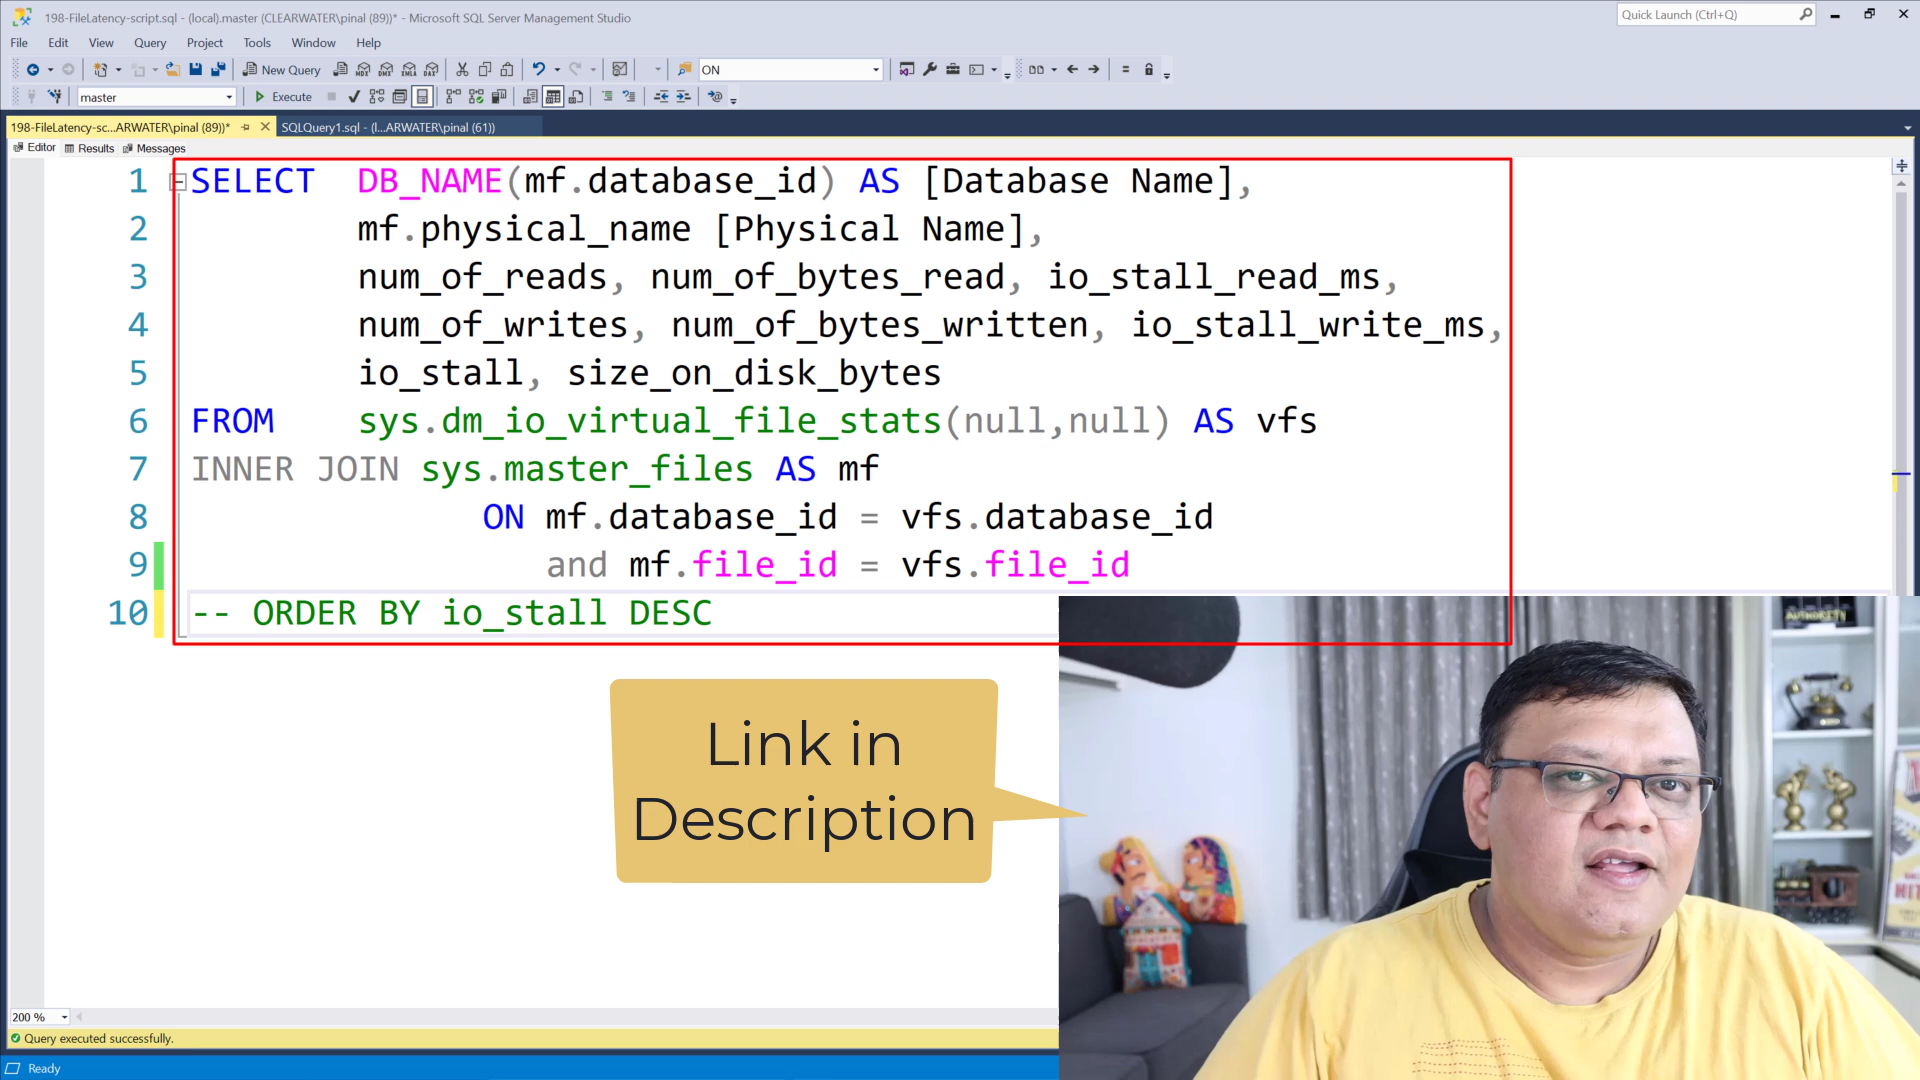 198-FileLatency-script.sql - (local).master (CLEARWATER\pinal (89))* - Microsoft SQL Server Management Studio
Quick Launch (Ctrl+Q)
File Edit View Query Project Tools Window Help
New Query
MDX DMX XMLA DAX
ON
master
Execute
198-FileLatency-sc...ARWATER\pinal (89))*
SQLQuery1.sql - (l...ARWATER\pinal (61))
Editor Results Messages
1 SELECT DB_NAME(mf.database_id) AS [Database Name],
2 mf.physical_name [Physical Name],
3 num_of_reads, num_of_bytes_read, io_stall_read_ms,
4 num_of_writes, num_of_bytes_written, io_stall_write_ms,
5 io_stall, size_on_disk_bytes
6 FROM sys.dm_io_virtual_file_stats(null,null) AS vfs
7 INNER JOIN sys.master_files AS mf
8 ON mf.database_id = vfs.database_id
9 and mf.file_id = vfs.file_id
10 -- ORDER BY io_stall DESC
AUTHORITY
Link in
Description
200 %
Query executed successfully.
Ready